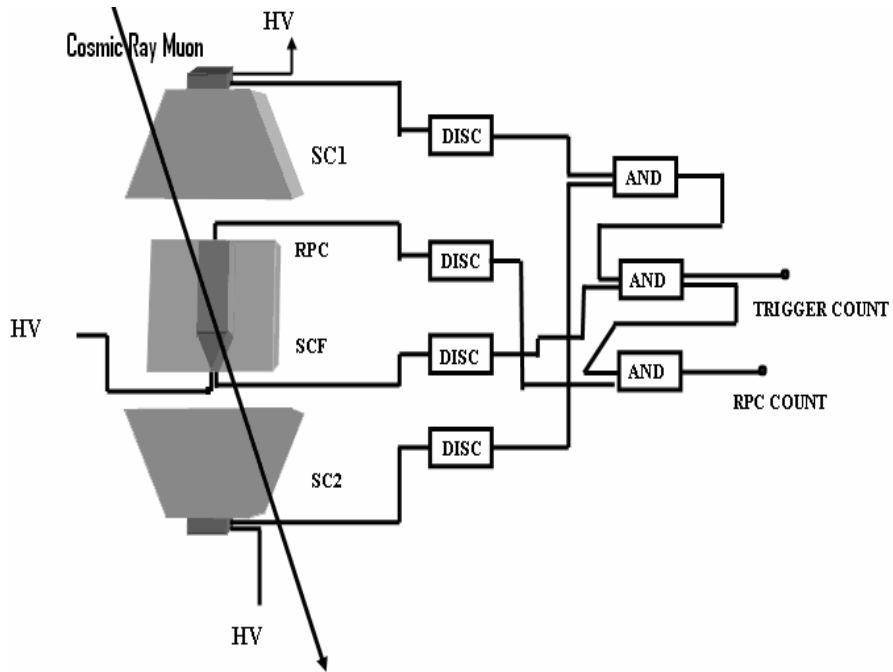 HV
Cosmic Ray Muon
SC1
DISC
AND
RPC
DISC
AND
TRIGGER COUNT
HV
SCF
DISC
AND
RPC COUNT
DISC
SC2
HV